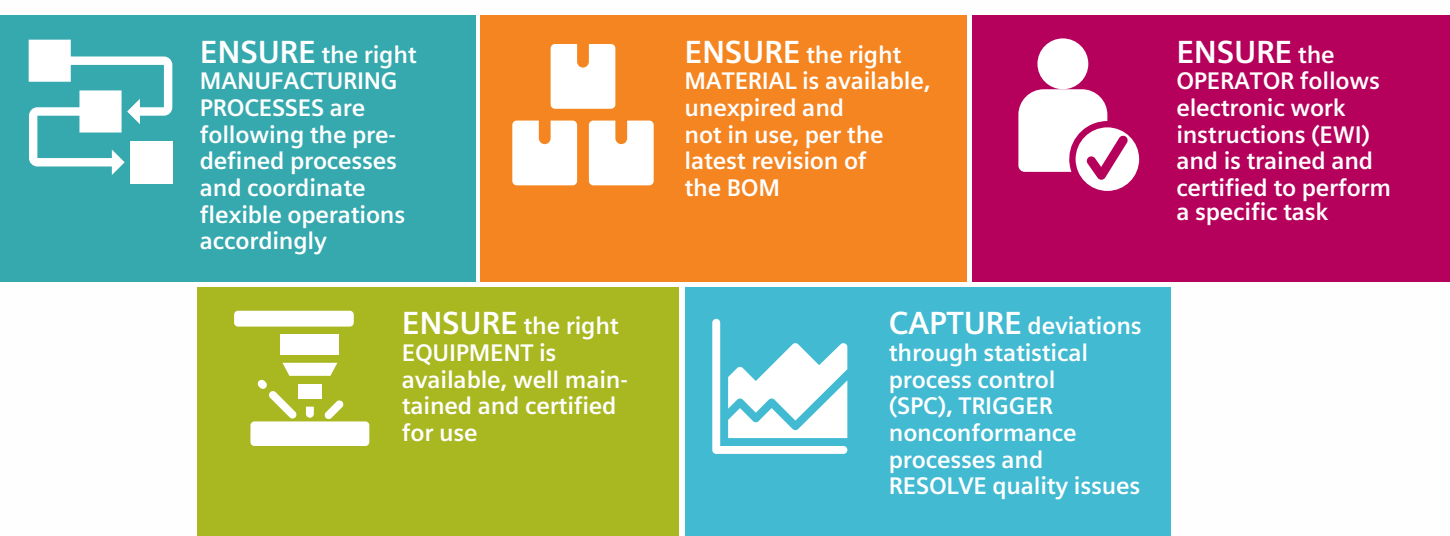 ENSURE the right
MANUFACTURING
PROCESSES are
following the pre-
defined processes
and coordinate
flexible operations
accordingly
ENSURE the right
MATERIAL is available,
unexpired and
not in use, per the
latest revision of
the BOM
ENSURE the
OPERATOR follows
electronic work
instructions (EWI)
and is trained and
certified to perform
a specific task
ENSURE the right
EQUIPMENT is
available, well main-
tained and certified
for use
CAPTURE deviations
through statistical
process control
(SPC), TRIGGER
nonconformance
processes and
RESOLVE quality issues